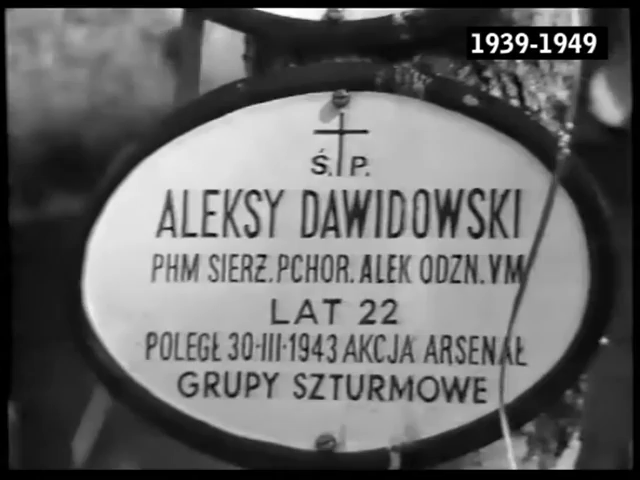 1939-1949
Ś. P.
ALEKSY DAWIDOWSKI
PHM SIERŻ. PCHOR. ALEK ODZN. VM
LAT 22
POLEGŁ 30-III-1943 AKCJA ARSENAŁ
GRUPY SZTURMOWE